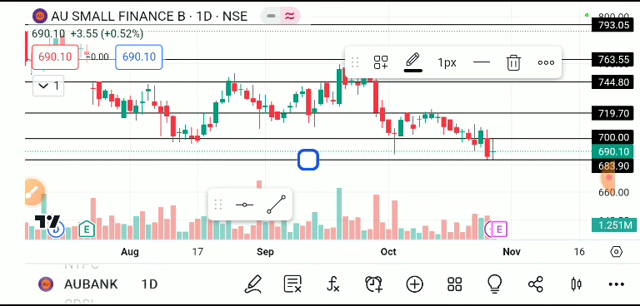 AU SMALL FINANCE B · 1D · NSE
690.10 +3.55 (+0.52%)
690.10
0.00
690.10
1px
1
793.05
763.55
744.80
719.70
700.00
690.10
683.90
660.00
1.251M
D
E
E
Aug
17
Sep
Oct
Nov
16
AUBANK 1D